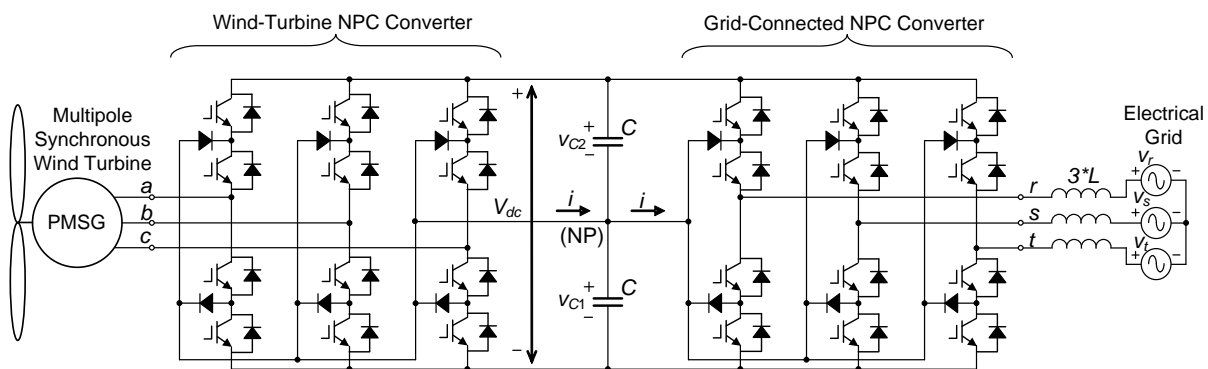 Wind-Turbine NPC Converter
Grid-Connected NPC Converter
Multipole
Synchronous
Wind Turbine
PMSG
a
b
c
+
V_dc
−
v_C2
+
−
C
i
i
(NP)
v_C1
+
−
C
r
s
t
3*L
Electrical
Grid
v_r
+
−
v_s
+
−
v_t
+
−